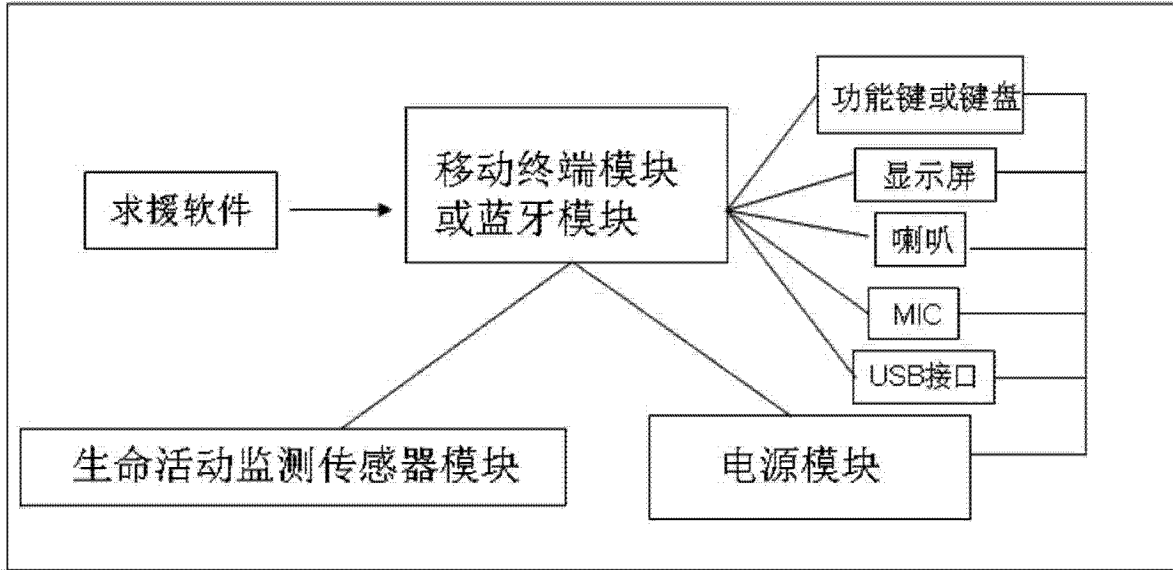 功能键或键盘
移动终端模块
或蓝牙模块
显示屏
求援软件
喇叭
MIC
USB接口
生命活动监测传感器模块
电源模块